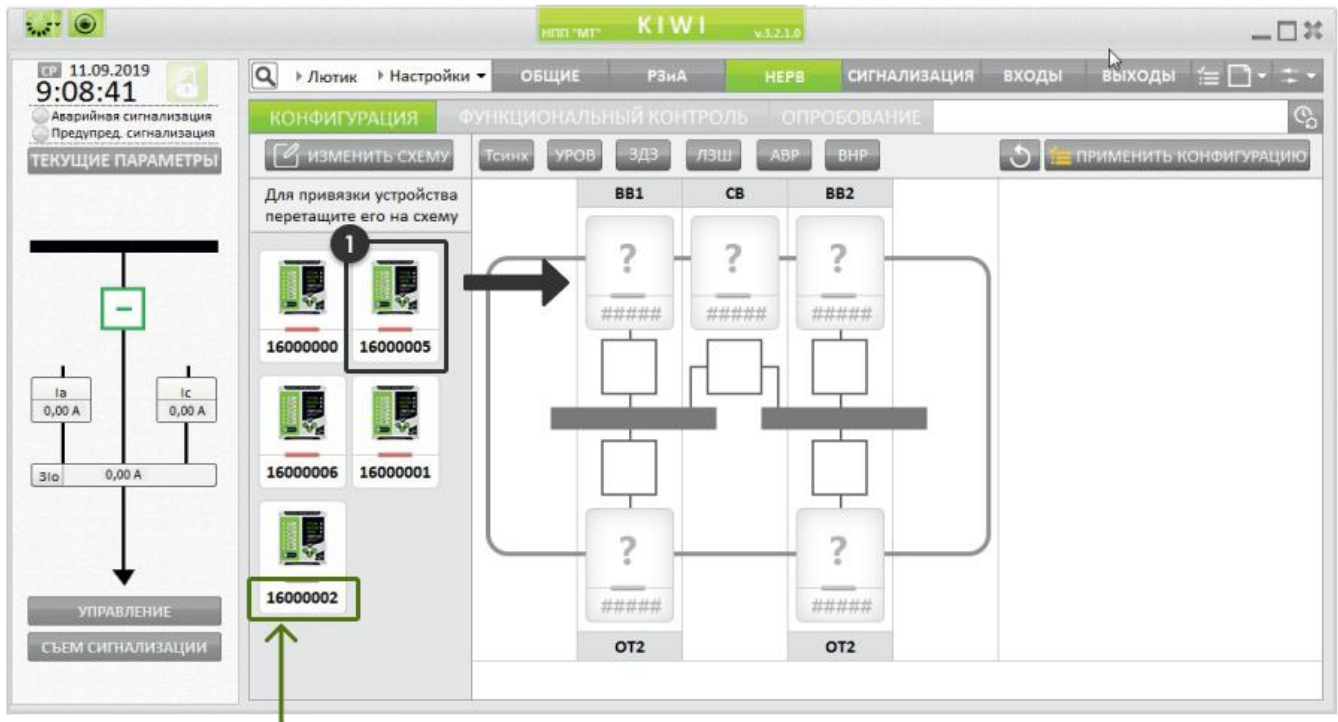 НПП "МТ" KIWI v.3.2.1.0
СР 11.09.2019
9:08:41
Аварийная сигнализация
Предупред. сигнализация
ТЕКУЩИЕ ПАРАМЕТРЫ
Ia
0,00 A
Ic
0,00 A
3Io 0,00 A
УПРАВЛЕНИЕ
СЪЕМ СИГНАЛИЗАЦИИ
Лютик Настройки ОБЩИЕ РЗиА НЕРВ СИГНАЛИЗАЦИЯ ВХОДЫ ВЫХОДЫ
КОНФИГУРАЦИЯ ФУНКЦИОНАЛЬНЫЙ КОНТРОЛЬ ОПРОБОВАНИЕ
ИЗМЕНИТЬ СХЕМУ Тсинх УРОВ ЗДЗ ЛЗШ АВР ВНР ПРИМЕНИТЬ КОНФИГУРАЦИЮ
Для привязки устройства
перетащите его на схему
1
16000000 16000005
16000006 16000001
16000002
ВВ1 СВ ВВ2
? ? ?
##### ##### #####
? ?
##### #####
ОТ2 ОТ2